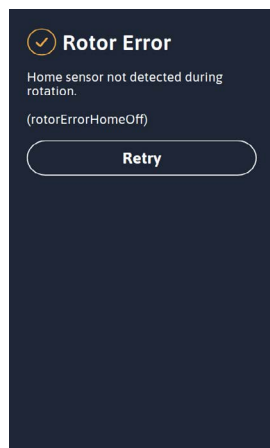 Rotor Error
Home sensor not detected during
rotation.
(rotorErrorHomeOff)
Retry